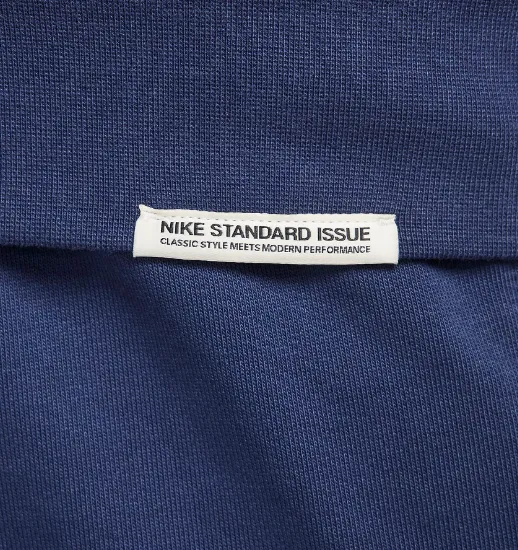 NIKE STANDARD ISSUE
CLASSIC STYLE MEETS MODERN PERFORMANCE